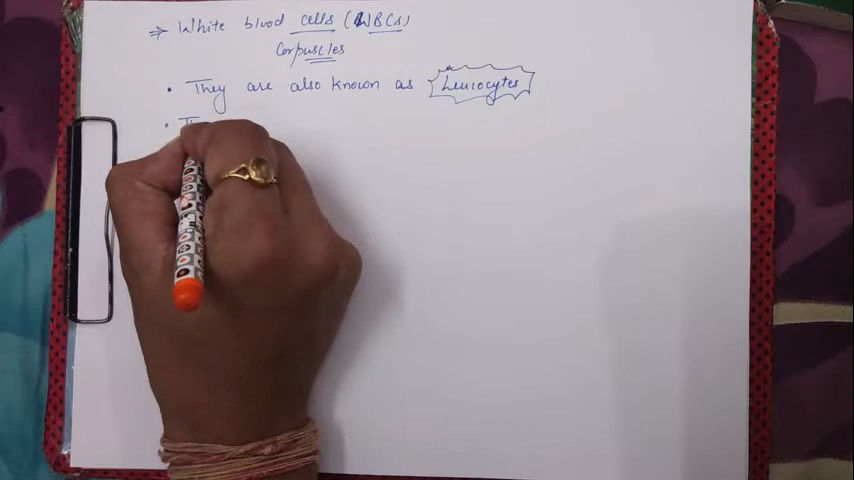 ⇒ White blood cells (WBCs)
Corpuscles
• They are also known as Leucocytes
• T